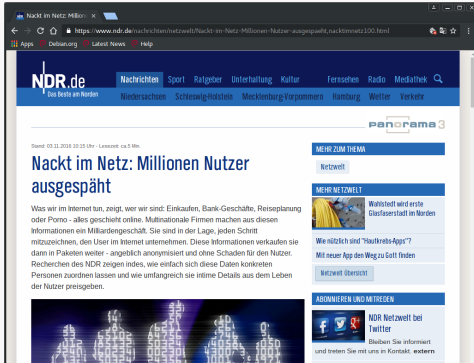 Nackt im Netz: Million
https://www.ndr.de/nachrichten/netzwelt/Nackt-im-Netz-Millionen-Nutzer-ausgespaeht,nacktimnetz100.html
Apps Debian.org Latest News Help
NDR.de
Das Beste am Norden
Nachrichten Sport Ratgeber Unterhaltung Kultur Fernsehen Radio Mediathek
Niedersachsen Schleswig-Holstein Mecklenburg-Vorpommern Hamburg Wetter Verkehr
PANorama 3
Stand: 03.11.2016 10:15 Uhr - Lesezeit: ca.5 Min.
Nackt im Netz: Millionen Nutzer
ausgespäht
Was wir im Internet tun, zeigt, wer wir sind: Einkaufen, Bank-Geschäfte, Reiseplanung
oder Porno - alles geschieht online. Multinationale Firmen machen aus diesen
Informationen ein Milliardengeschäft. Sie sind in der Lage, jeden Schritt
mitzuzeichnen, den User im Internet unternehmen. Diese Informationen verkaufen sie
dann in Paketen weiter - angeblich anonymisiert und ohne Schaden für den Nutzer.
Recherchen des NDR zeigen indes, wie einfach sich diese Daten konkreten
Personen zuordnen lassen und wie umfangreich sie intime Details aus dem Leben
der Nutzer preisgeben.
MEHR ZUM THEMA
Netzwelt
MEHR NETZWELT
Wahlstedt wird erste
Glasfaserstadt im Norden
Wie nützlich sind "Hautkrebs-Apps"?
Mit neuer App den Weg zu Gott finden
Netzwelt Übersicht
ABONNIEREN UND MITREDEN
NDR Netzwelt bei
Twitter
Bleiben Sie informiert
und treten Sie mit uns in Kontakt. extern